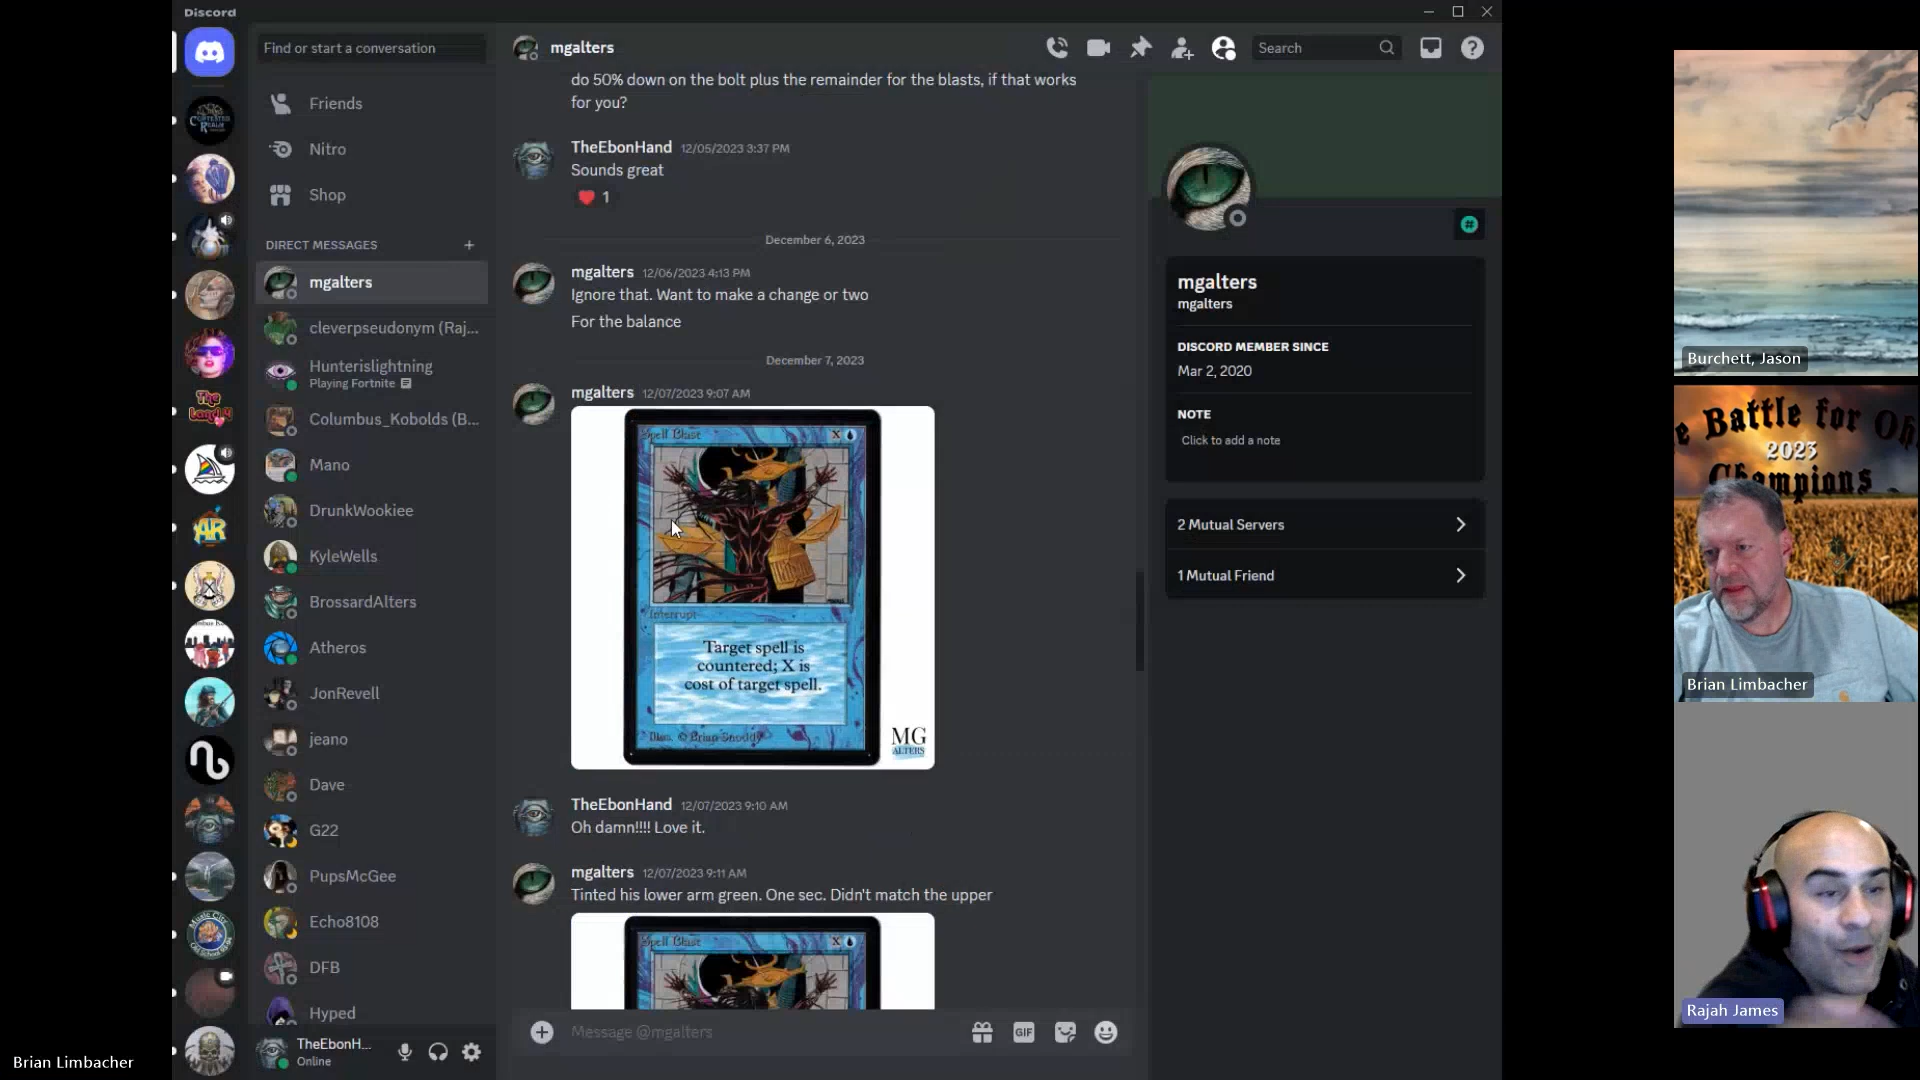 Discord
Find or start a conversation
Friends
Nitro
Shop
DIRECT MESSAGES
mgalters
cleverpseudonym (Raj...
Hunterislightning
Playing Fortnite
Columbus_Kobolds (B...
Mano
DrunkWookiee
KyleWells
BrossardAlters
Atheros
JonRevell
jeano
Dave
G22
PupsMcGee
Echo8108
DFB
Hyped
TheEbonH...
Online
mgalters
Search
do 50% down on the bolt plus the remainder for the blasts, if that works
for you?
TheEbonHand 12/05/2023 3:37 PM
Sounds great
1
December 6, 2023
mgalters 12/06/2023 4:13 PM
Ignore that. Want to make a change or two
For the balance
December 7, 2023
mgalters 12/07/2023 9:07 AM
Spell Blast X
Interrupt
Target spell is
countered; X is
cost of target spell.
Illus. © Brian Snoddy
MG
ALTERS
TheEbonHand 12/07/2023 9:10 AM
Oh damn!!!! Love it.
mgalters 12/07/2023 9:11 AM
Tinted his lower arm green. One sec. Didn't match the upper
Spell Blast X
Message @mgalters
GIF
mgalters
mgalters
DISCORD MEMBER SINCE
Mar 2, 2020
NOTE
Click to add a note
2 Mutual Servers
1 Mutual Friend
Burchett, Jason
e Battle for Oh
2023
Champions
Brian Limbacher
Rajah James
Brian Limbacher